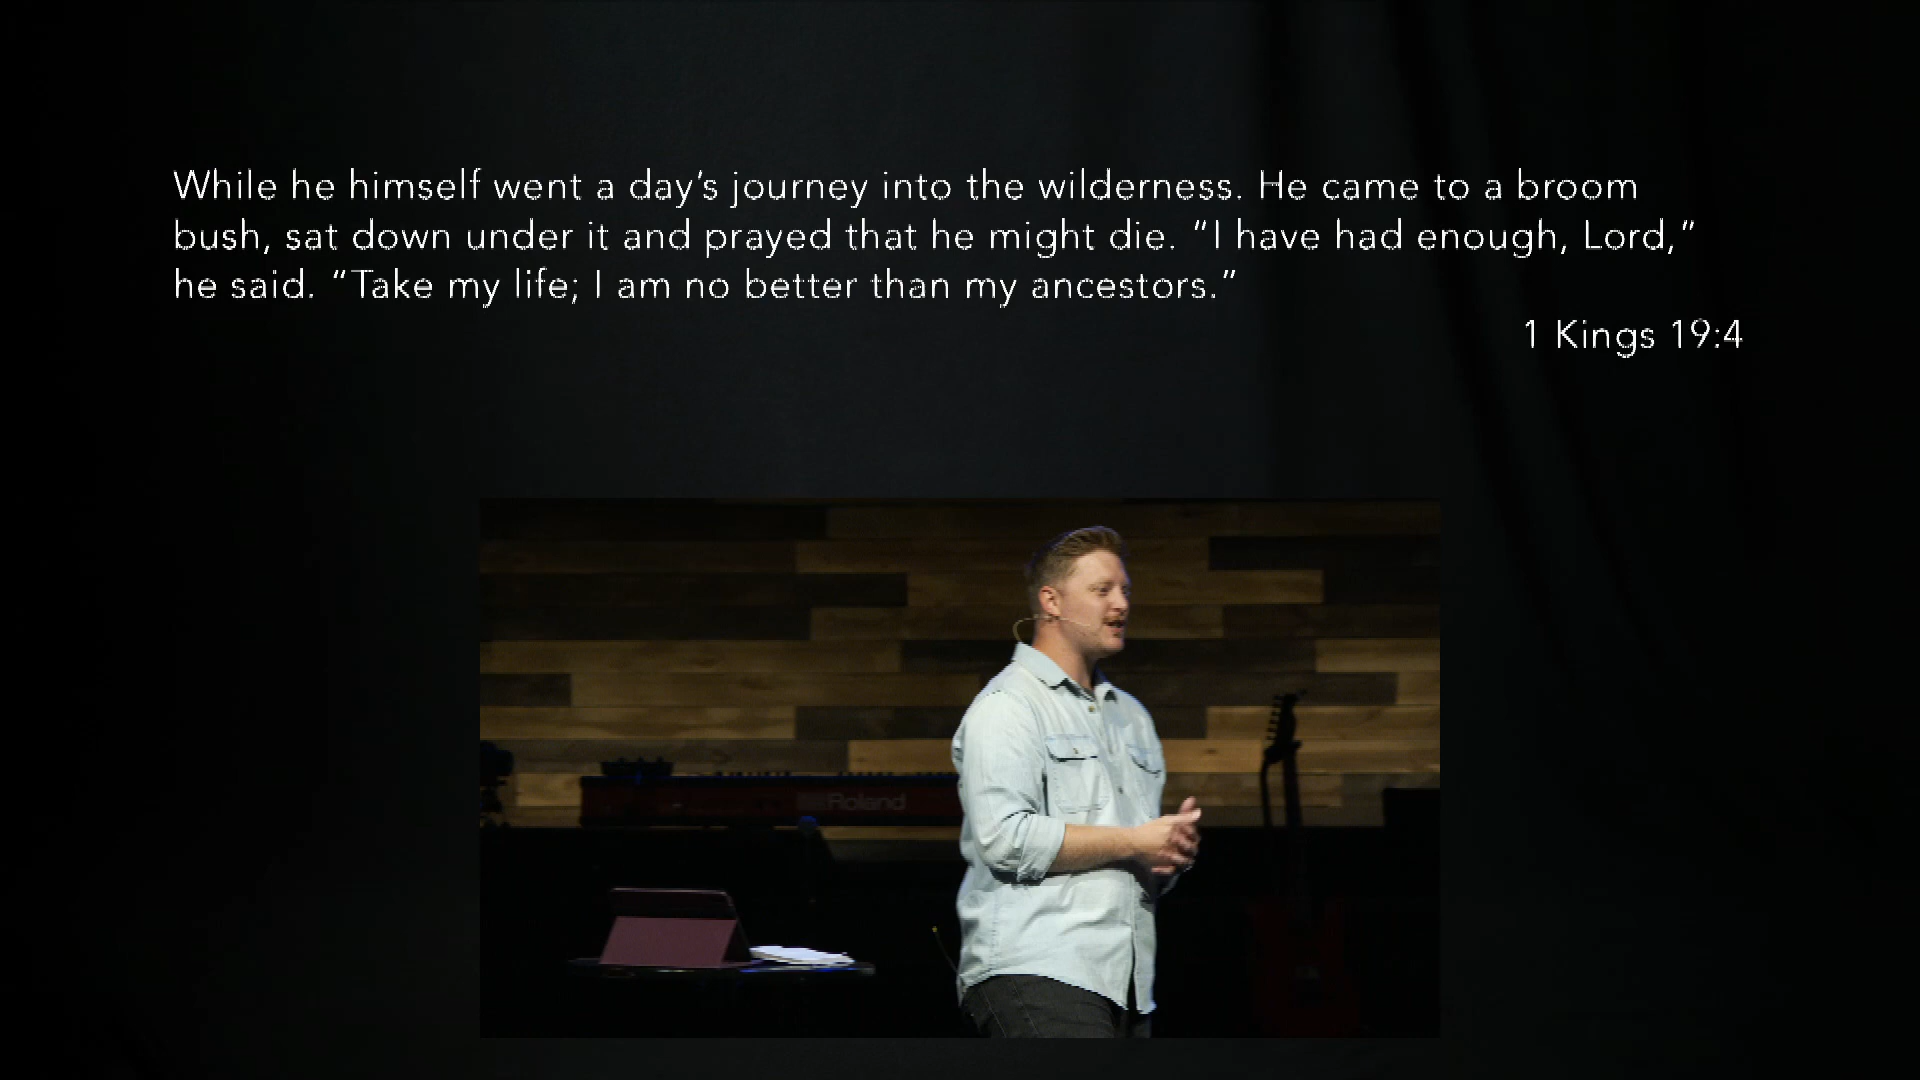 While he himself went a day’s journey into the wilderness. He came to a broom
bush, sat down under it and prayed that he might die. “I have had enough, Lord,”
he said. “Take my life; I am no better than my ancestors.”
1 Kings 19:4
Roland